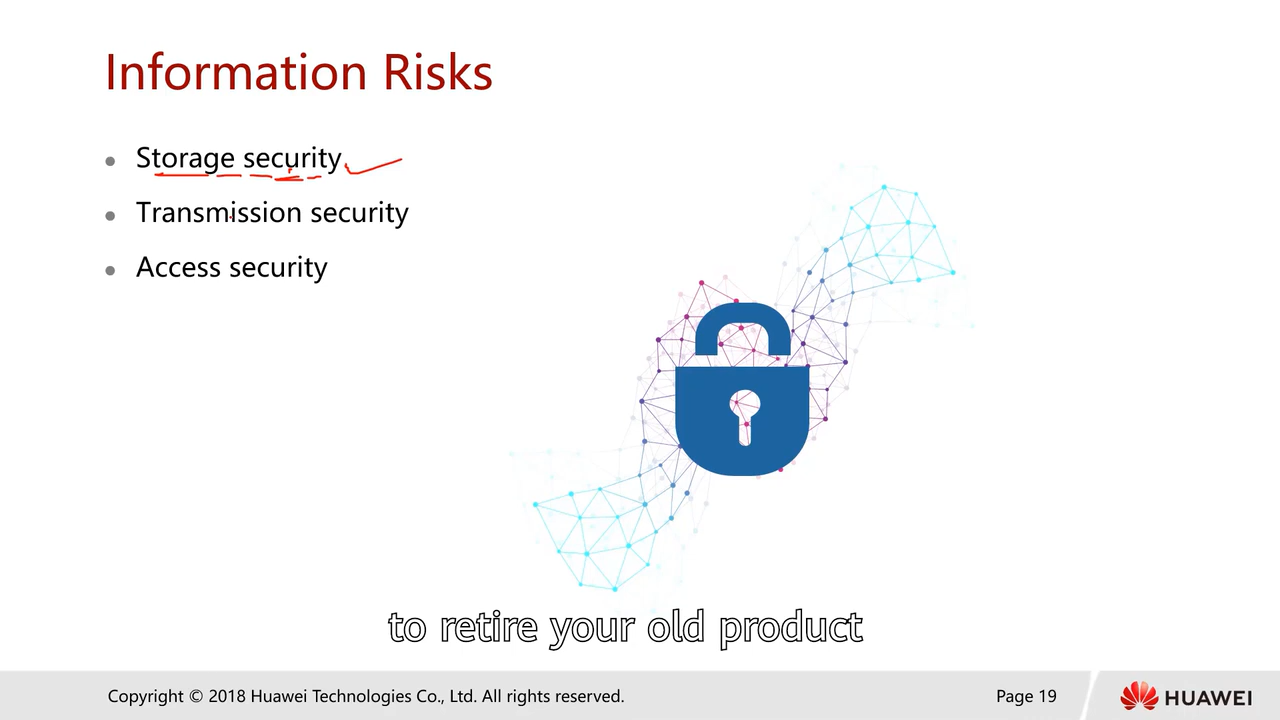 Information Risks
• Storage security
• Transmission security
• Access security
to retire your old product
Copyright © 2018 Huawei Technologies Co., Ltd. All rights reserved.
Page 19
HUAWEI